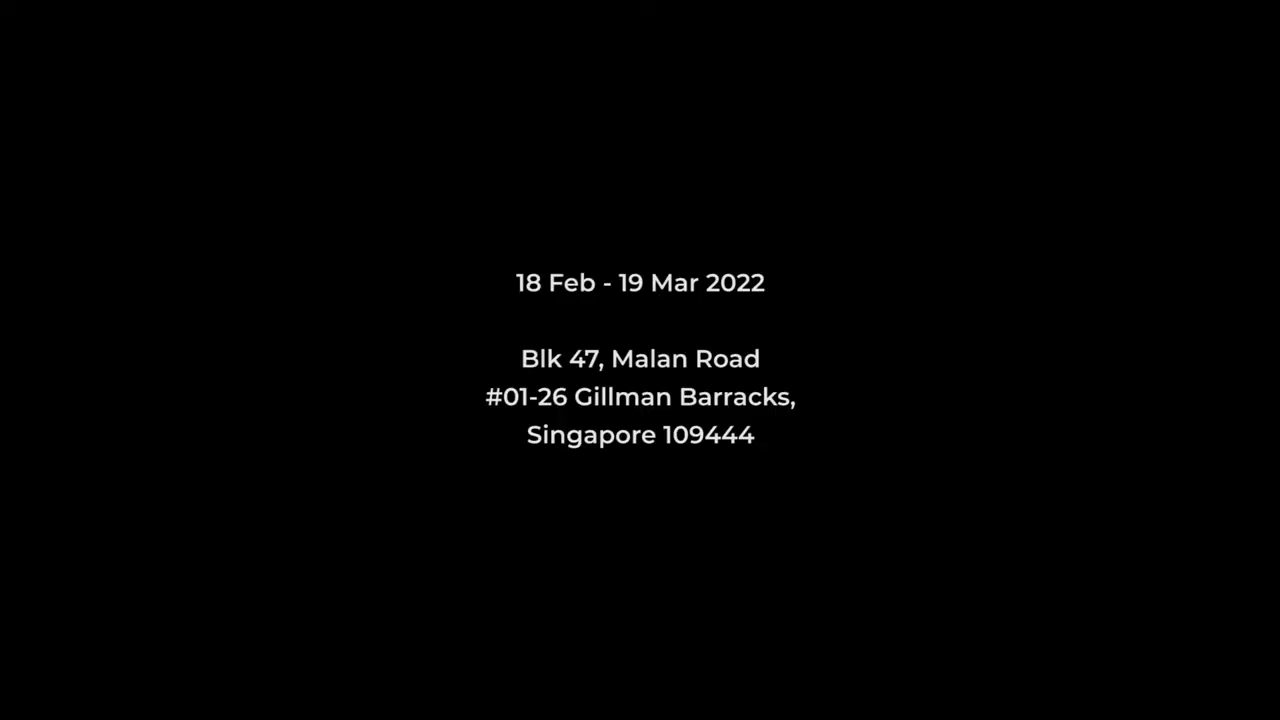 18 Feb - 19 Mar 2022
Blk 47, Malan Road
#01-26 Gillman Barracks,
Singapore 109444